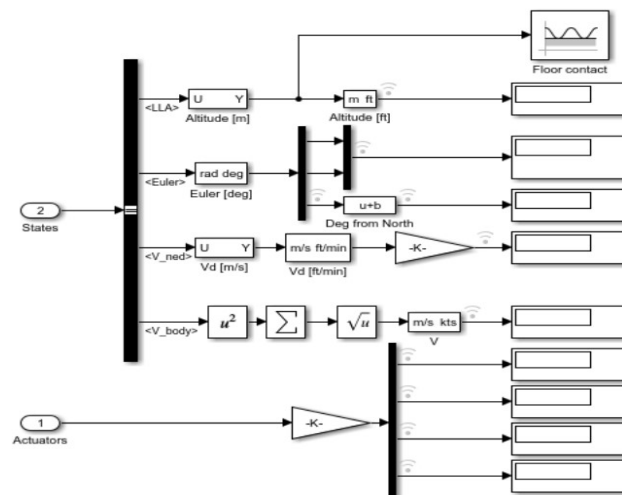 Floor contact
<LLA>
U Y
Altitude [m]
m ft
Altitude [ft]
<Euler>
rad deg
Euler [deg]
u+b
Deg from North
2
States
<V_ned>
U Y
Vd [m/s]
m/s ft/min
Vd [ft/min]
-K-
<V_body>
u²
∑
√u
m/s kts
V
1
Actuators
-K-